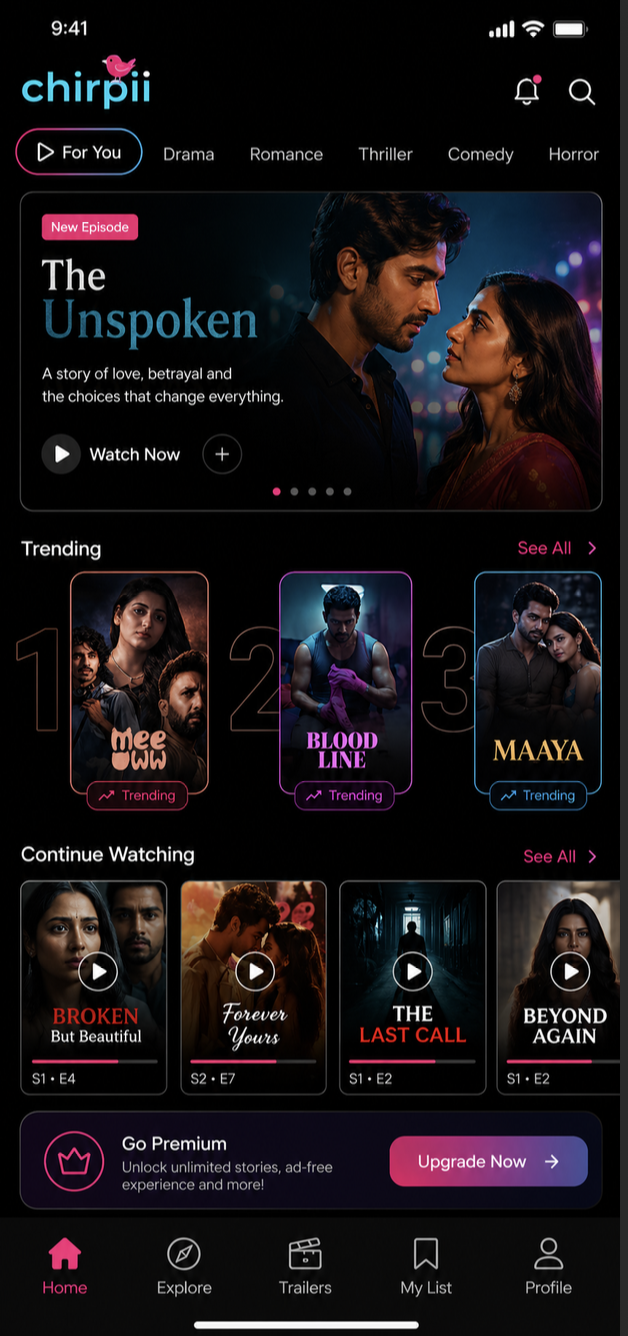 9:41
chirpii
For You
Drama
Romance
Thriller
Comedy
Horror
New Episode
The
Unspoken
A story of love, betrayal and
the choices that change everything.
Watch Now
Trending
See All
1
2
3
mee
oww
BLOOD
LINE
MAAYA
Trending
Trending
Trending
Continue Watching
See All
BROKEN
But Beautiful
S1 • E4
Forever
Yours
S2 • E7
THE
LAST CALL
S1 • E2
BEYOND
AGAIN
S1 • E2
Go Premium
Unlock unlimited stories, ad-free
experience and more!
Upgrade Now
Home
Explore
Trailers
My List
Profile